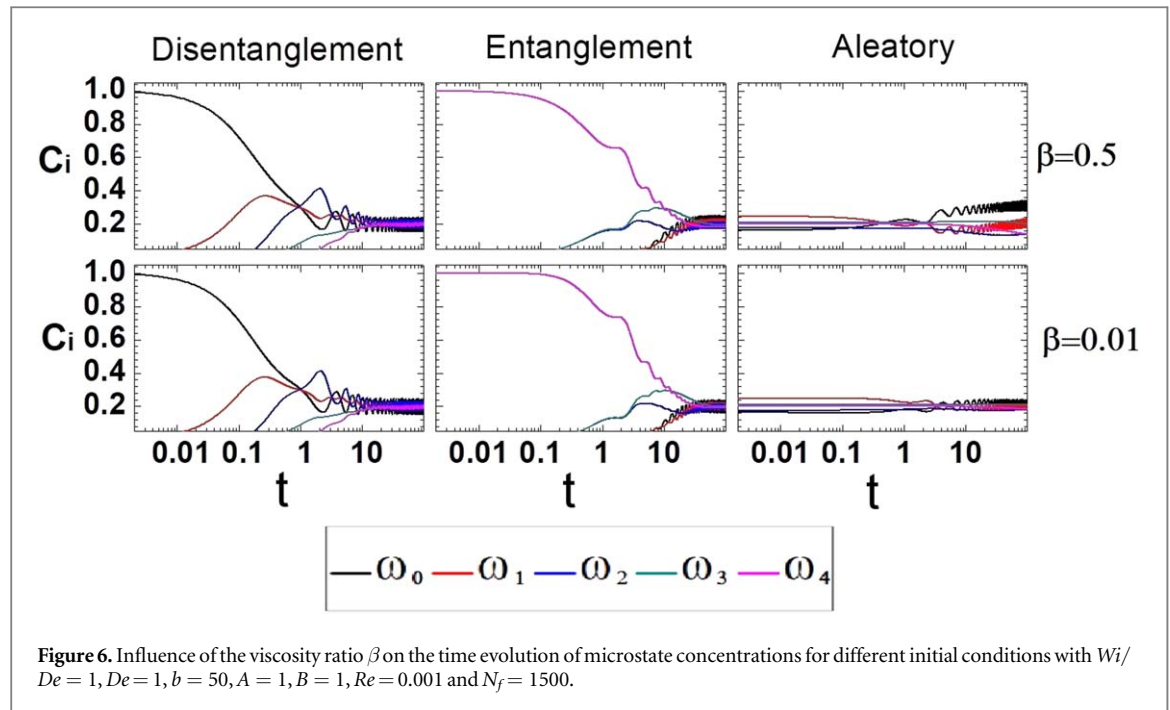 Disentanglement Entanglement Aleatory
1.0
0.8
Ci 0.6 β=0.5
0.4
0.2
1.0
0.8
Ci 0.6 β=0.01
0.4
0.2
0.01 0.1 1 10 0.01 0.1 1 10 0.01 0.1 1 10
t t t
ω0 ω1 ω2 ω3 ω4
Figure 6. Influence of the viscosity ratio β on the time evolution of microstate concentrations for different initial conditions with Wi/
De = 1, De = 1, b = 50, A = 1, B = 1, Re = 0.001 and Nf = 1500.